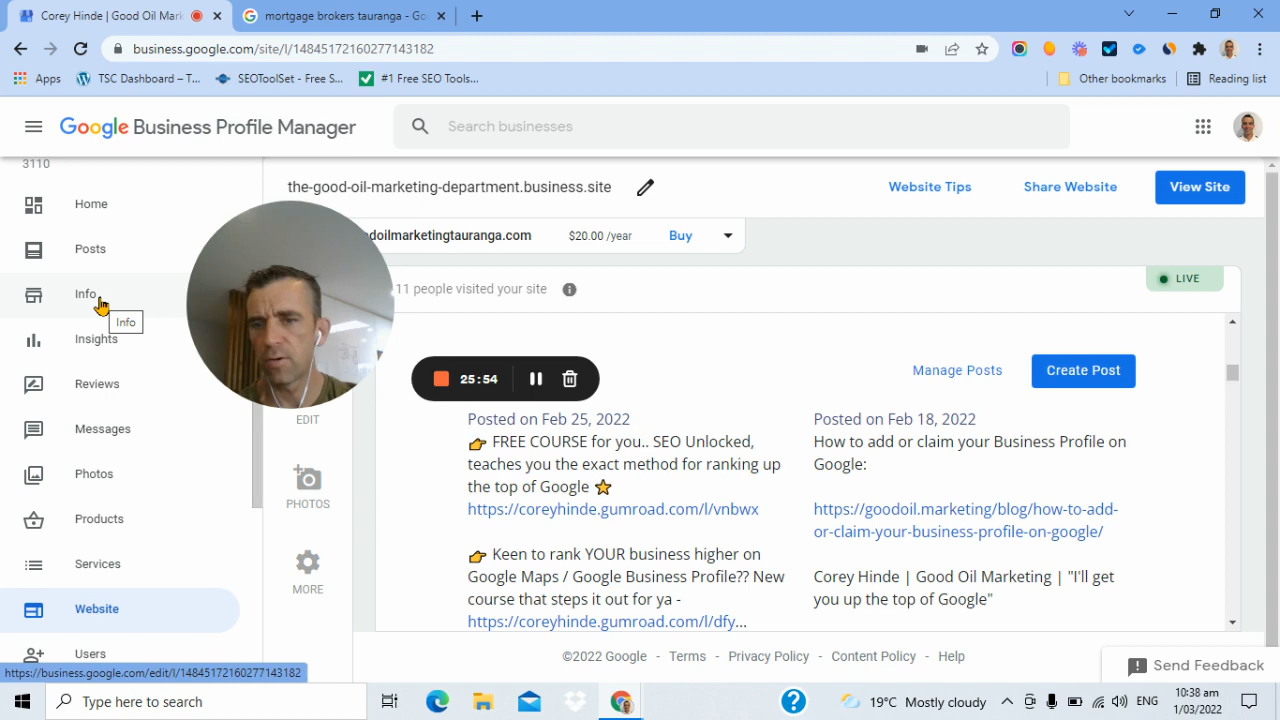 Corey Hinde | Good Oil Mark
mortgage brokers tauranga - Go
business.google.com/site/l/14845172160277143182
Apps
TSC Dashboard – T...
SEOToolSet - Free S...
#1 Free SEO Tools...
Other bookmarks
Reading list
Google Business Profile Manager
Search businesses
3110
Home
Posts
Info
Info
Insights
Reviews
Messages
Photos
Products
Services
Website
Users
the-good-oil-marketing-department.business.site
Website Tips
Share Website
View Site
odoilmarketingtauranga.com
$20.00 /year
Buy
11 people visited your site
LIVE
25:54
EDIT
PHOTOS
MORE
Manage Posts
Create Post
Posted on Feb 25, 2022
👉 FREE COURSE for you.. SEO Unlocked,
teaches you the exact method for ranking up
the top of Google ⭐
https://coreyhinde.gumroad.com/l/vnbwx
👉 Keen to rank YOUR business higher on
Google Maps / Google Business Profile?? New
course that steps it out for ya -
https://coreyhinde.gumroad.com/l/dfy...
Posted on Feb 18, 2022
How to add or claim your Business Profile on
Google:
https://goodoil.marketing/blog/how-to-add-
or-claim-your-business-profile-on-google/
Corey Hinde | Good Oil Marketing | "I'll get
you up the top of Google"
©2022 Google - Terms - Privacy Policy - Content Policy - Help
Send Feedback
https://business.google.com/edit/l/14845172160277143182
Type here to search
19°C Mostly cloudy
ENG
10:38 am
1/03/2022